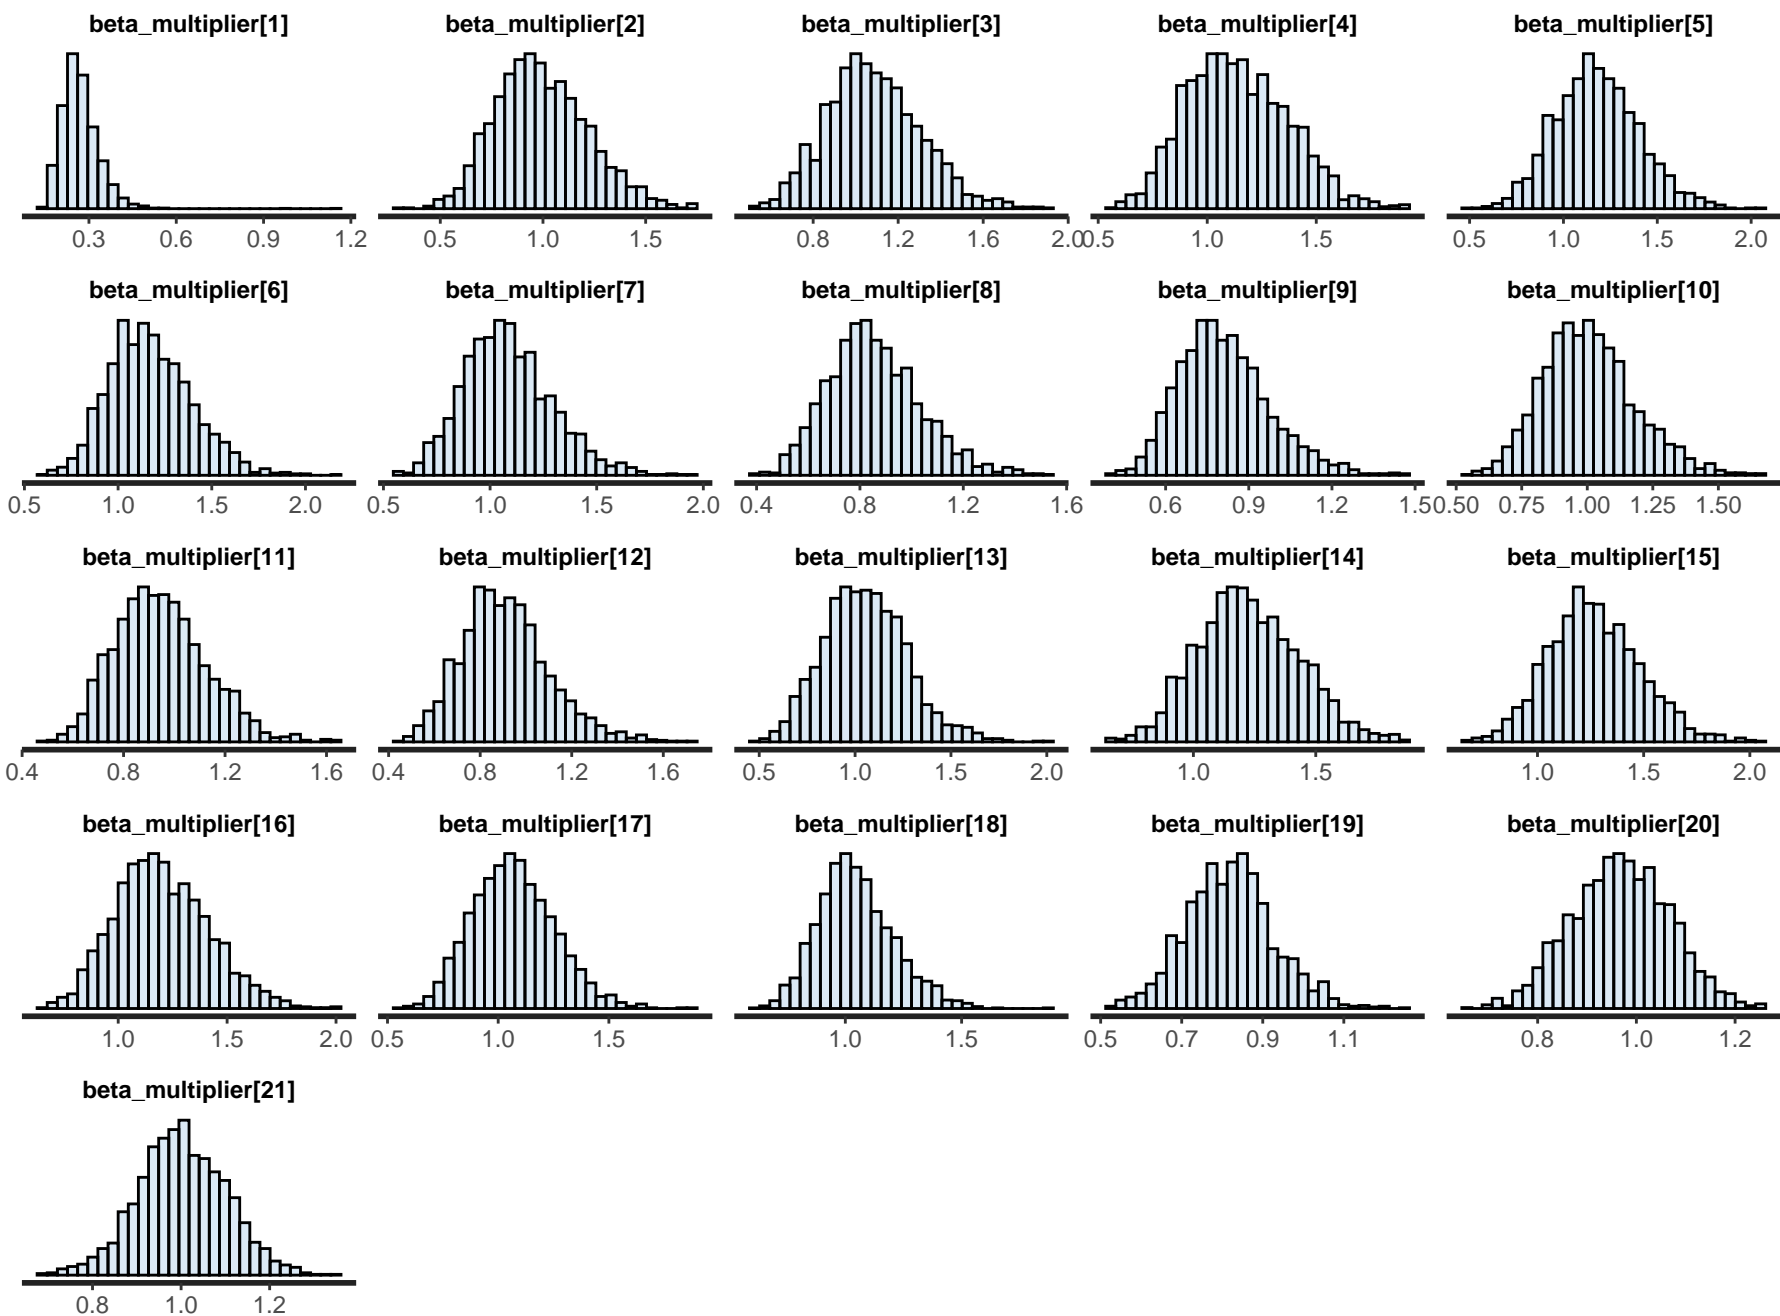 beta_multiplier[1] beta_multiplier[2] beta_multiplier[3] beta_multiplier[4] beta_multiplier[5]
0.3 0.6 0.9 1.2 0.5 1.0 1.5 0.8 1.2 1.6 2.0 0.5 1.0 1.5 0.5 1.0 1.5 2.0
beta_multiplier[6] beta_multiplier[7] beta_multiplier[8] beta_multiplier[9] beta_multiplier[10]
0.5 1.0 1.5 2.0 0.5 1.0 1.5 2.0 0.4 0.8 1.2 1.6 0.6 0.9 1.2 1.5 0.50 0.75 1.00 1.25 1.50
beta_multiplier[11] beta_multiplier[12] beta_multiplier[13] beta_multiplier[14] beta_multiplier[15]
0.4 0.8 1.2 1.6 0.4 0.8 1.2 1.6 0.5 1.0 1.5 2.0 1.0 1.5 1.0 1.5 2.0
beta_multiplier[16] beta_multiplier[17] beta_multiplier[18] beta_multiplier[19] beta_multiplier[20]
1.0 1.5 2.0 0.5 1.0 1.5 1.0 1.5 0.5 0.7 0.9 1.1 0.8 1.0 1.2
beta_multiplier[21]
0.8 1.0 1.2